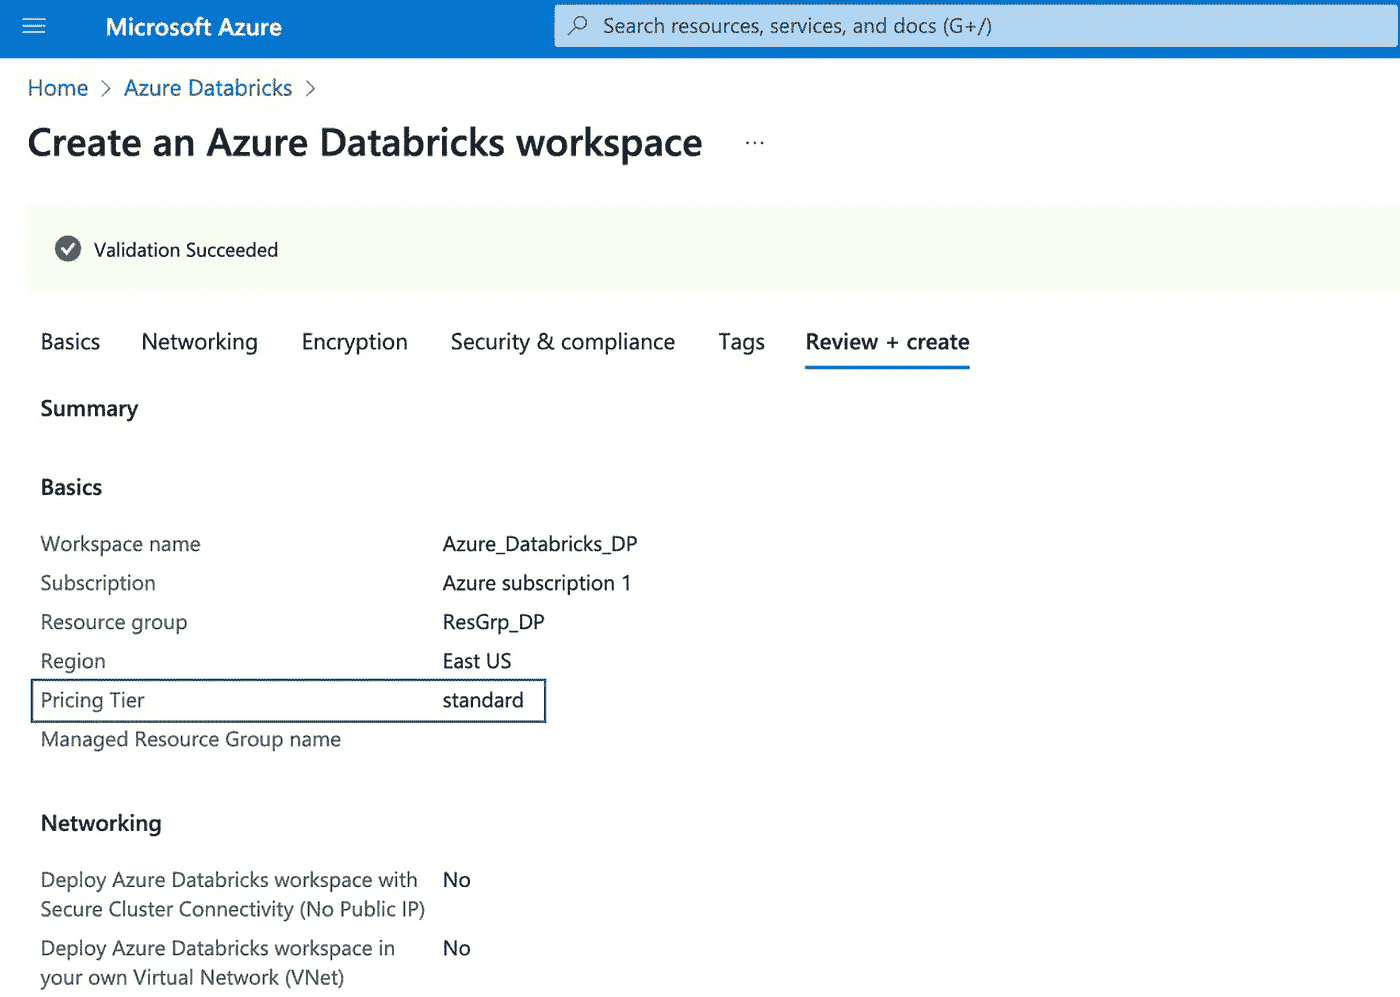 Microsoft Azure
Search resources, services, and docs (G+/)
Home > Azure Databricks >
Create an Azure Databricks workspace ...
Validation Succeeded
Basics Networking Encryption Security & compliance Tags Review + create
Summary
Basics
Workspace name Azure_Databricks_DP
Subscription Azure subscription 1
Resource group ResGrp_DP
Region East US
Pricing Tier standard
Managed Resource Group name
Networking
Deploy Azure Databricks workspace with No
Secure Cluster Connectivity (No Public IP)
Deploy Azure Databricks workspace in No
your own Virtual Network (VNet)